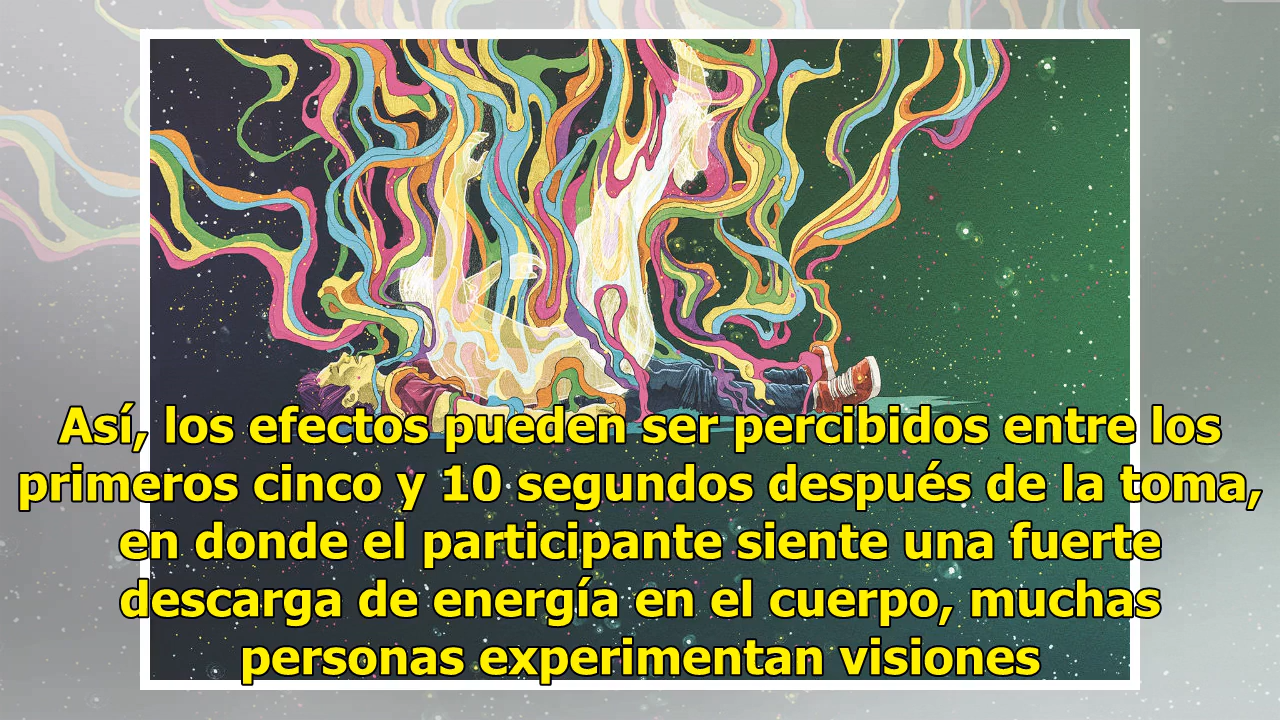 Así, los efectos pueden ser percibidos entre los
primeros cinco y 10 segundos después de la toma,
en donde el participante siente una fuerte
descarga de energía en el cuerpo, muchas
personas experimentan visiones